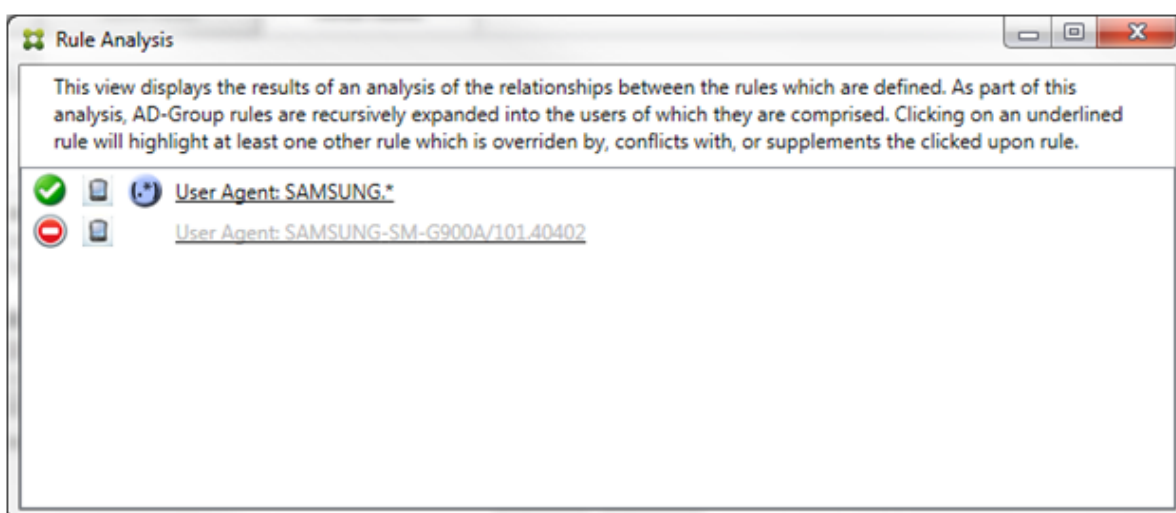 Rule Analysis
This view displays the results of an analysis of the relationships between the rules which are defined. As part of this
analysis, AD-Group rules are recursively expanded into the users of which they are comprised. Clicking on an underlined
rule will highlight at least one other rule which is overriden by, conflicts with, or supplements the clicked upon rule.
(.*) User Agent: SAMSUNG.*
User Agent: SAMSUNG-SM-G900A/101.40402